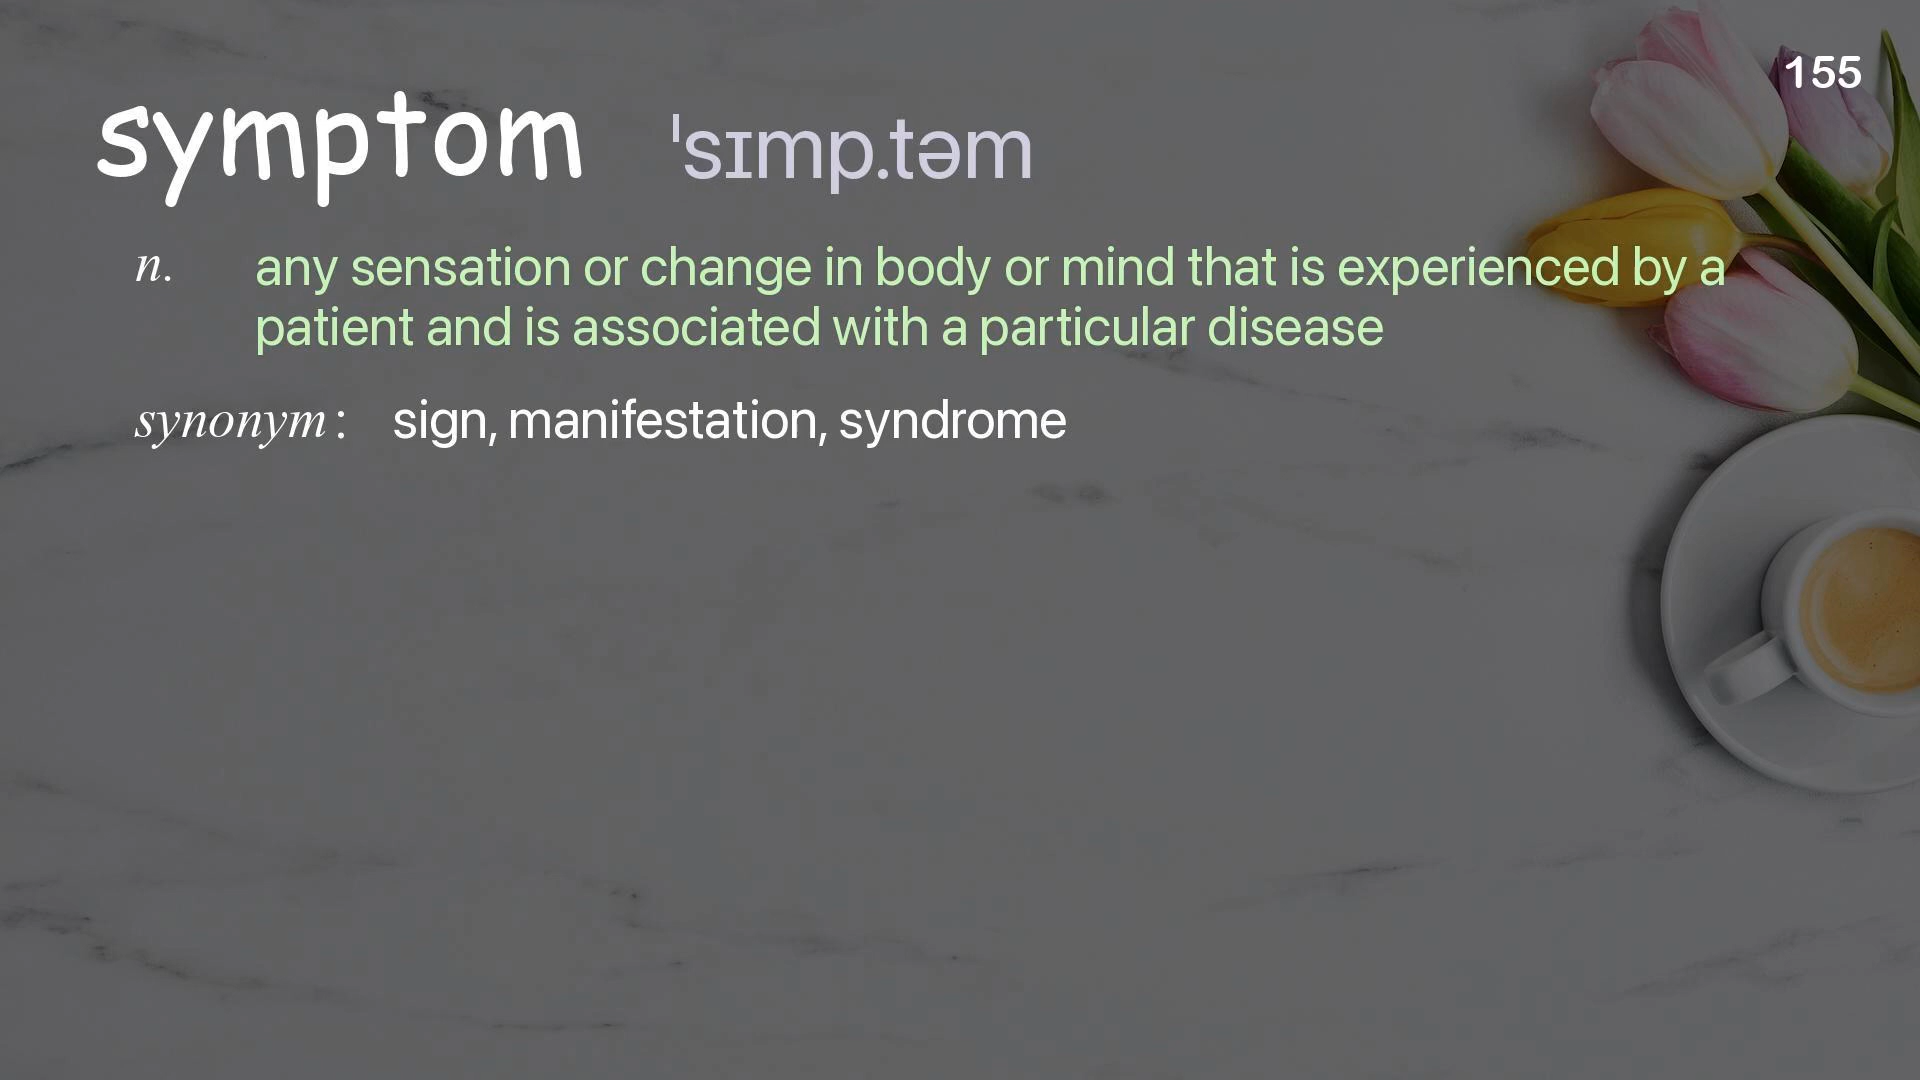 155
symptom ˈsɪmp.təm
n. any sensation or change in body or mind that is experienced by a
patient and is associated with a particular disease
synonym: sign, manifestation, syndrome